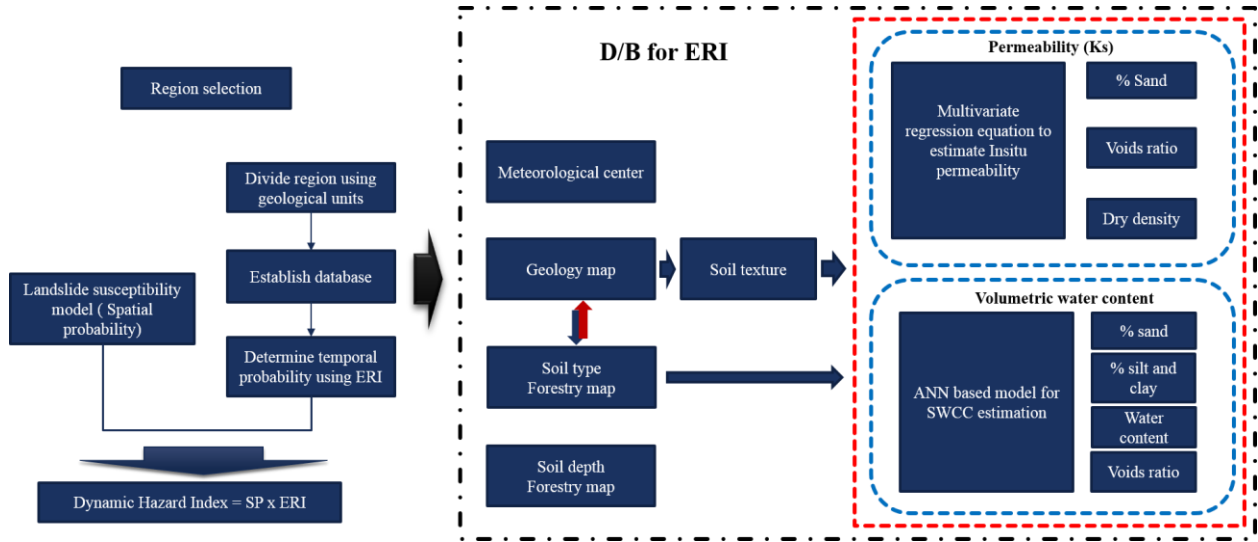 Region selection
Divide region using
geological units
Establish database
Landslide susceptibility
model ( Spatial
probability)
Determine temporal
probability using ERI
Dynamic Hazard Index = SP x ERI
D/B for ERI
Meteorological center
Geology map
Soil texture
Soil type
Forestry map
Soil depth
Forestry map
Permeability (Ks)
Multivariate
regression equation to
estimate Insitu
permeability
% Sand
Voids ratio
Dry density
Volumetric water content
ANN based model for
SWCC estimation
% sand
% silt and
clay
Water
content
Voids ratio